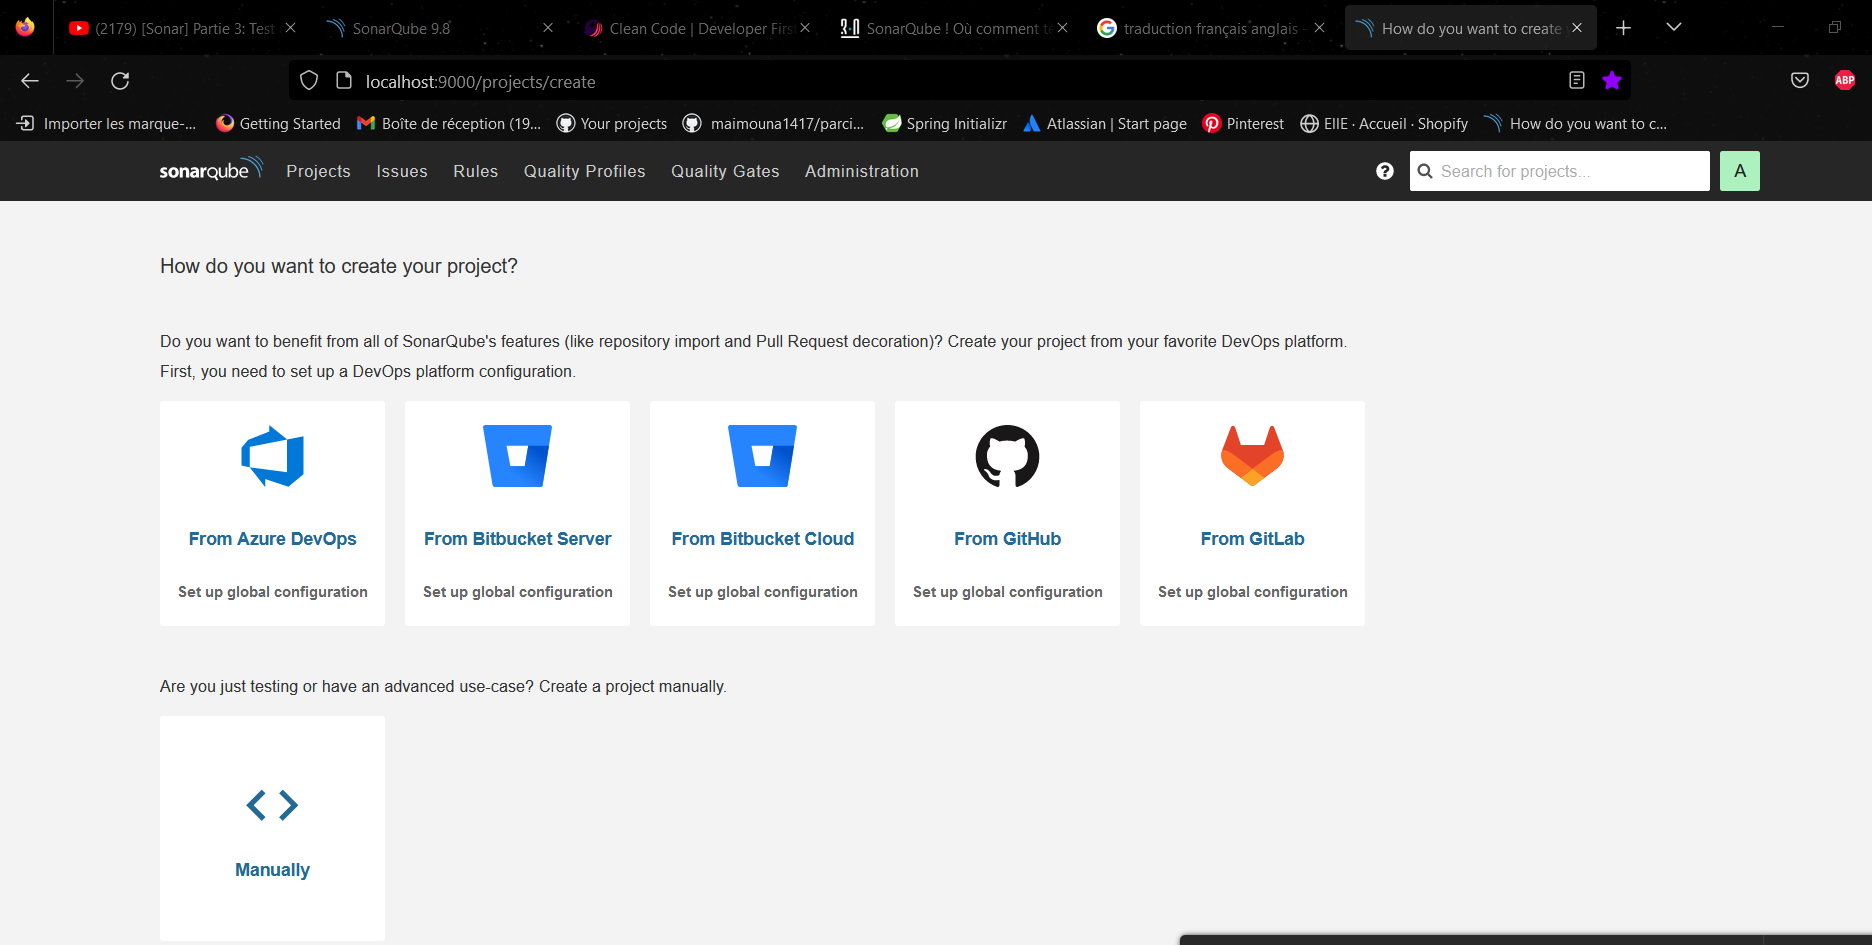 (2179) [Sonar] Partie 3: Test
SonarQube 9.8
Clean Code | Developer First
SonarQube ! Où comment te
traduction français anglais -
How do you want to create
localhost:9000/projects/create
ABP
Importer les marque-...
Getting Started
Boîte de réception (19...
Your projects
maimouna1417/parci...
Spring Initializr
Atlassian | Start page
Pinterest
EllE · Accueil · Shopify
How do you want to c...
sonarqube
Projects
Issues
Rules
Quality Profiles
Quality Gates
Administration
?
Search for projects...
A
How do you want to create your project?
Do you want to benefit from all of SonarQube's features (like repository import and Pull Request decoration)? Create your project from your favorite DevOps platform.
First, you need to set up a DevOps platform configuration.
From Azure DevOps
Set up global configuration
From Bitbucket Server
Set up global configuration
From Bitbucket Cloud
Set up global configuration
From GitHub
Set up global configuration
From GitLab
Set up global configuration
Are you just testing or have an advanced use-case? Create a project manually.
Manually